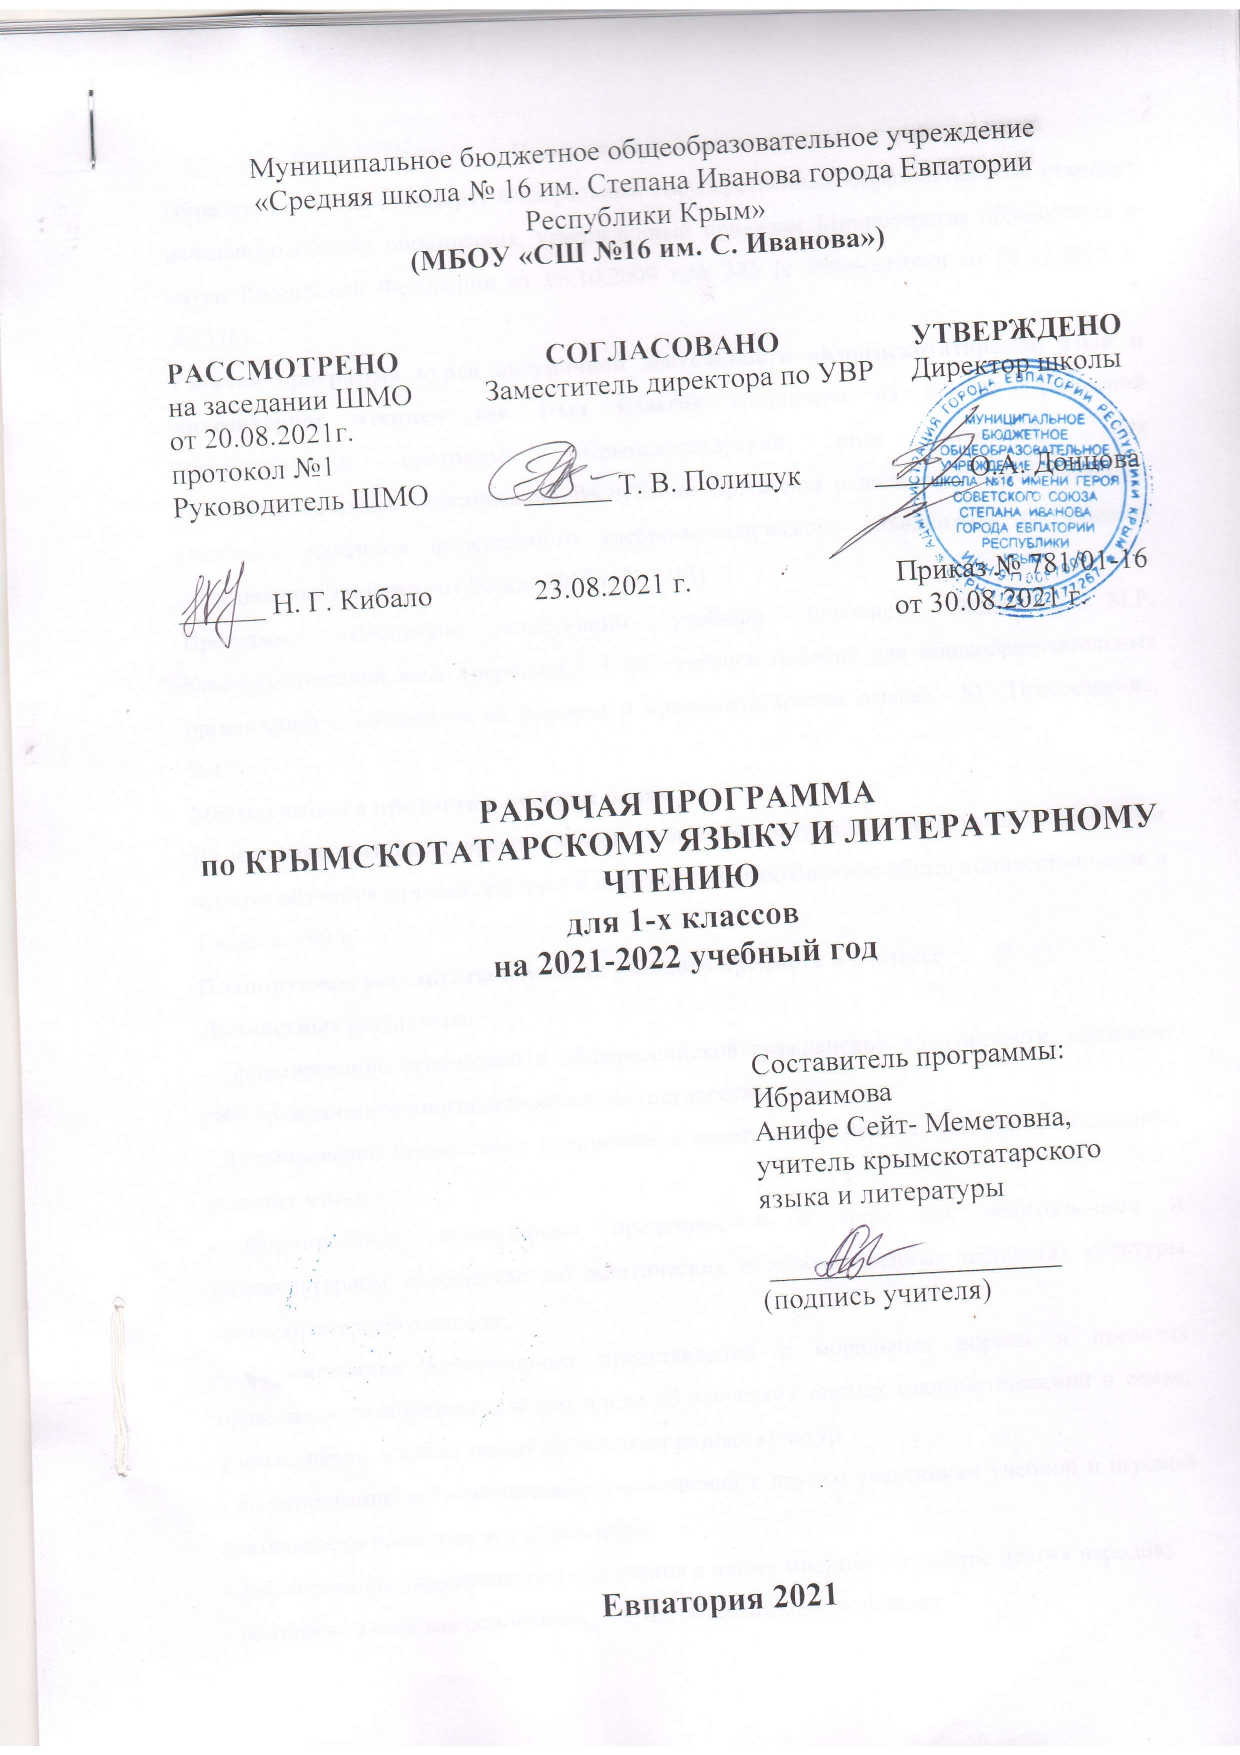 Муниципальное бюджетное общеобразовательное учреждение
«Средняя школа № 16 им. Степана Иванова города Евпатории
Республики Крым»
(МБОУ «СШ №16 им. С. Иванова»)
РАССМОТРЕНО
на заседании ШМО
от 20.08.2021г.
протокол №1
Руководитель ШМО
Н. Г. Кибало
СОГЛАСОВАНО
Заместитель директора по УВР
Т. В. Полищук
23.08.2021 г.
УТВЕРЖДЕНО
Директор школы
О. А. Донцова
Приказ № 781/01-16
от 30.08.2021 г.
МУНИЦИПАЛЬНОЕ
БЮДЖЕТНОЕ
ОБЩЕОБРАЗОВАТЕЛЬНОЕ
УЧРЕЖДЕНИЕ "СРЕДНЯЯ
ШКОЛА №16 ИМЕНИ ГЕРОЯ
СОВЕТСКОГО СОЮЗА
СТЕПАНА ИВАНОВА
ГОРОДА ЕВПАТОРИИ
РЕСПУБЛИКИ
КРЫМ"
РАБОЧАЯ ПРОГРАММА
по КРЫМСКОТАТАРСКОМУ ЯЗЫКУ И ЛИТЕРАТУРНОМУ
ЧТЕНИЮ
для 1-х классов
на 2021-2022 учебный год
Составитель программы:
Ибраимова
Анифе Сейт- Меметовна,
учитель крымскотатарского
языка и литературы
(подпись учителя)
Евпатория 2021